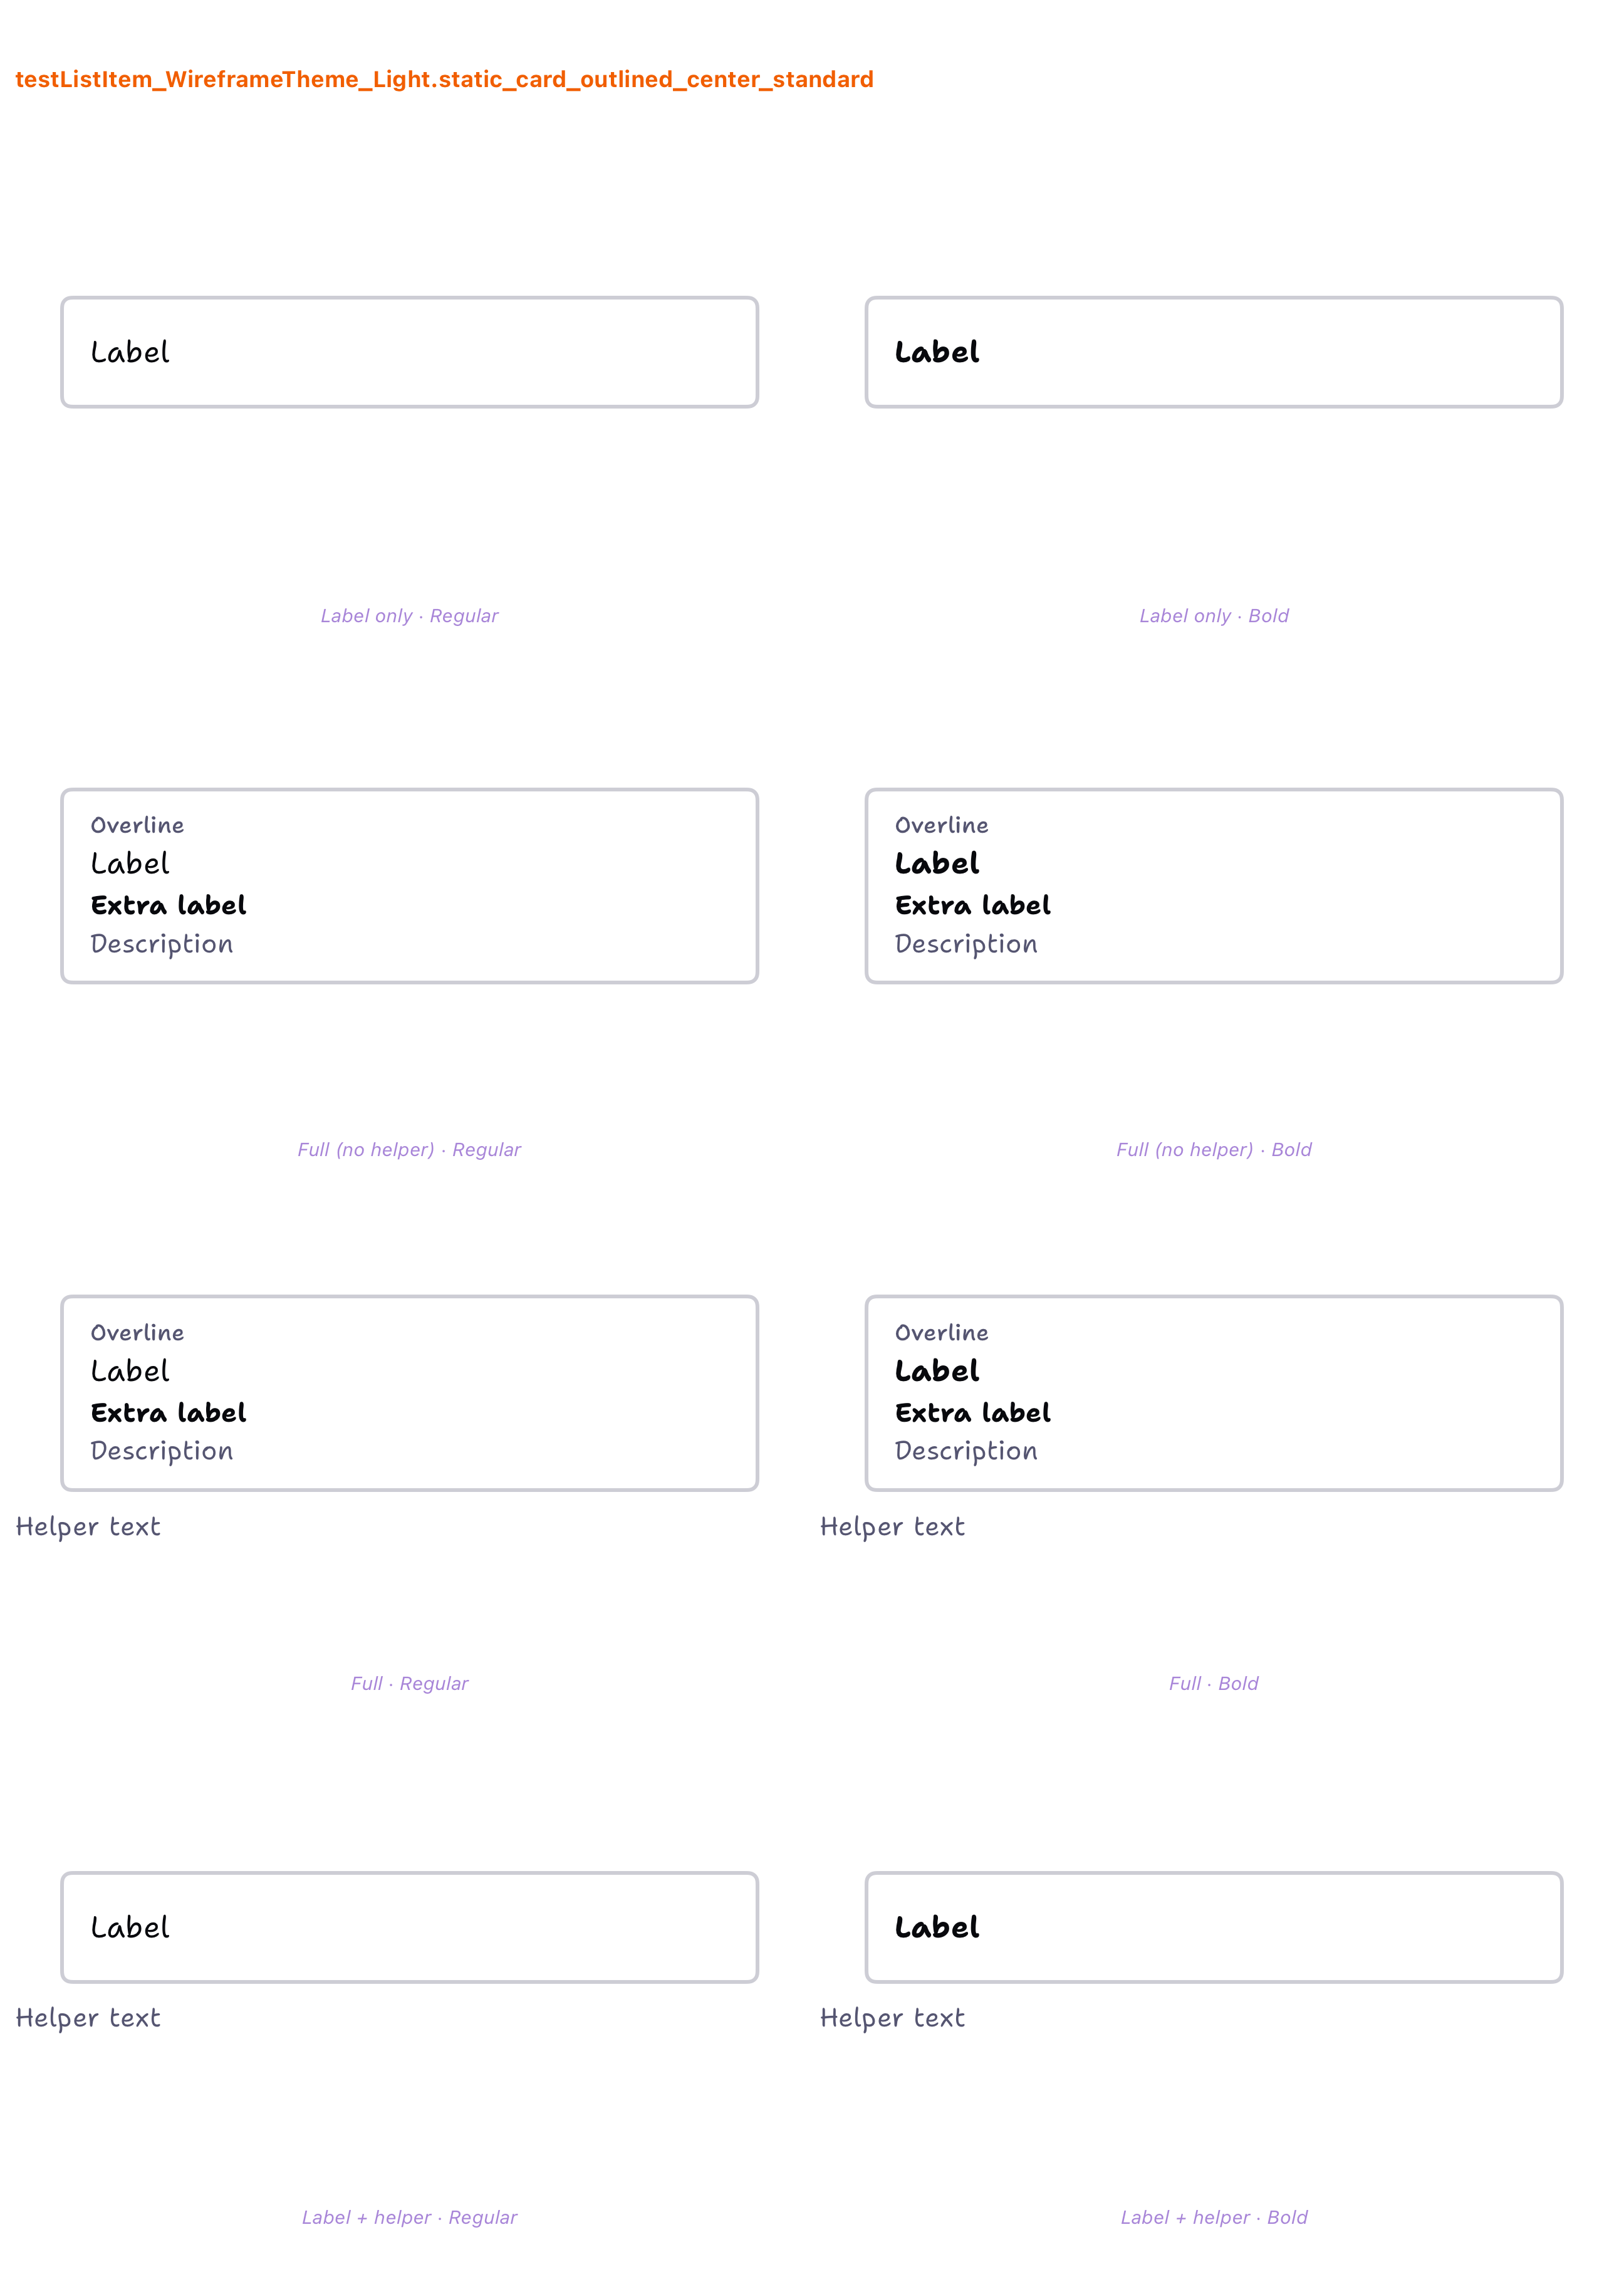 testListItem_WireframeTheme_Light.static_card_outlined_center_standard
Label
Label
Label only · Regular
Label only · Bold
Overline
Label
Extra label
Description
Overline
Label
Extra label
Description
Full (no helper) · Regular
Full (no helper) · Bold
Overline
Label
Extra label
Description
Helper text
Overline
Label
Extra label
Description
Helper text
Full · Regular
Full · Bold
Label
Helper text
Label
Helper text
Label + helper · Regular
Label + helper · Bold